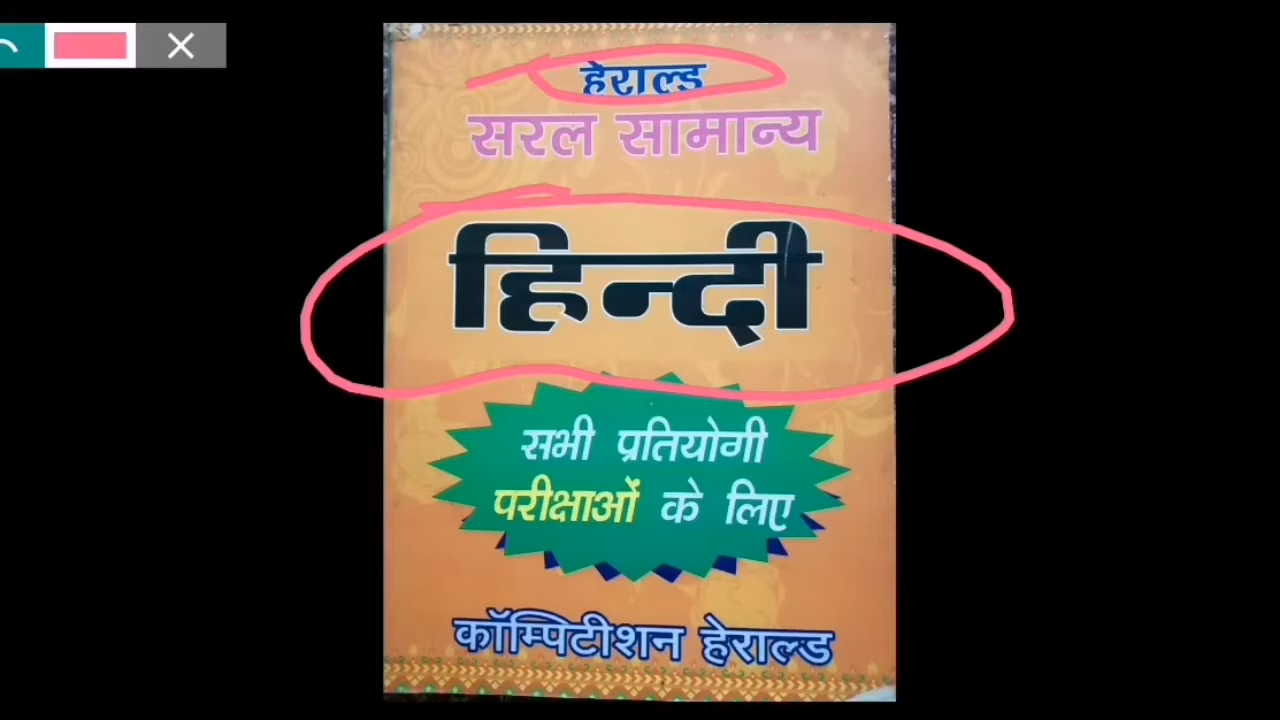 हेराल्ड
सरल सामान्य
हिन्दी
सभी प्रतियोगी
परीक्षाओं के लिए
कॉम्पिटीशन हेराल्ड